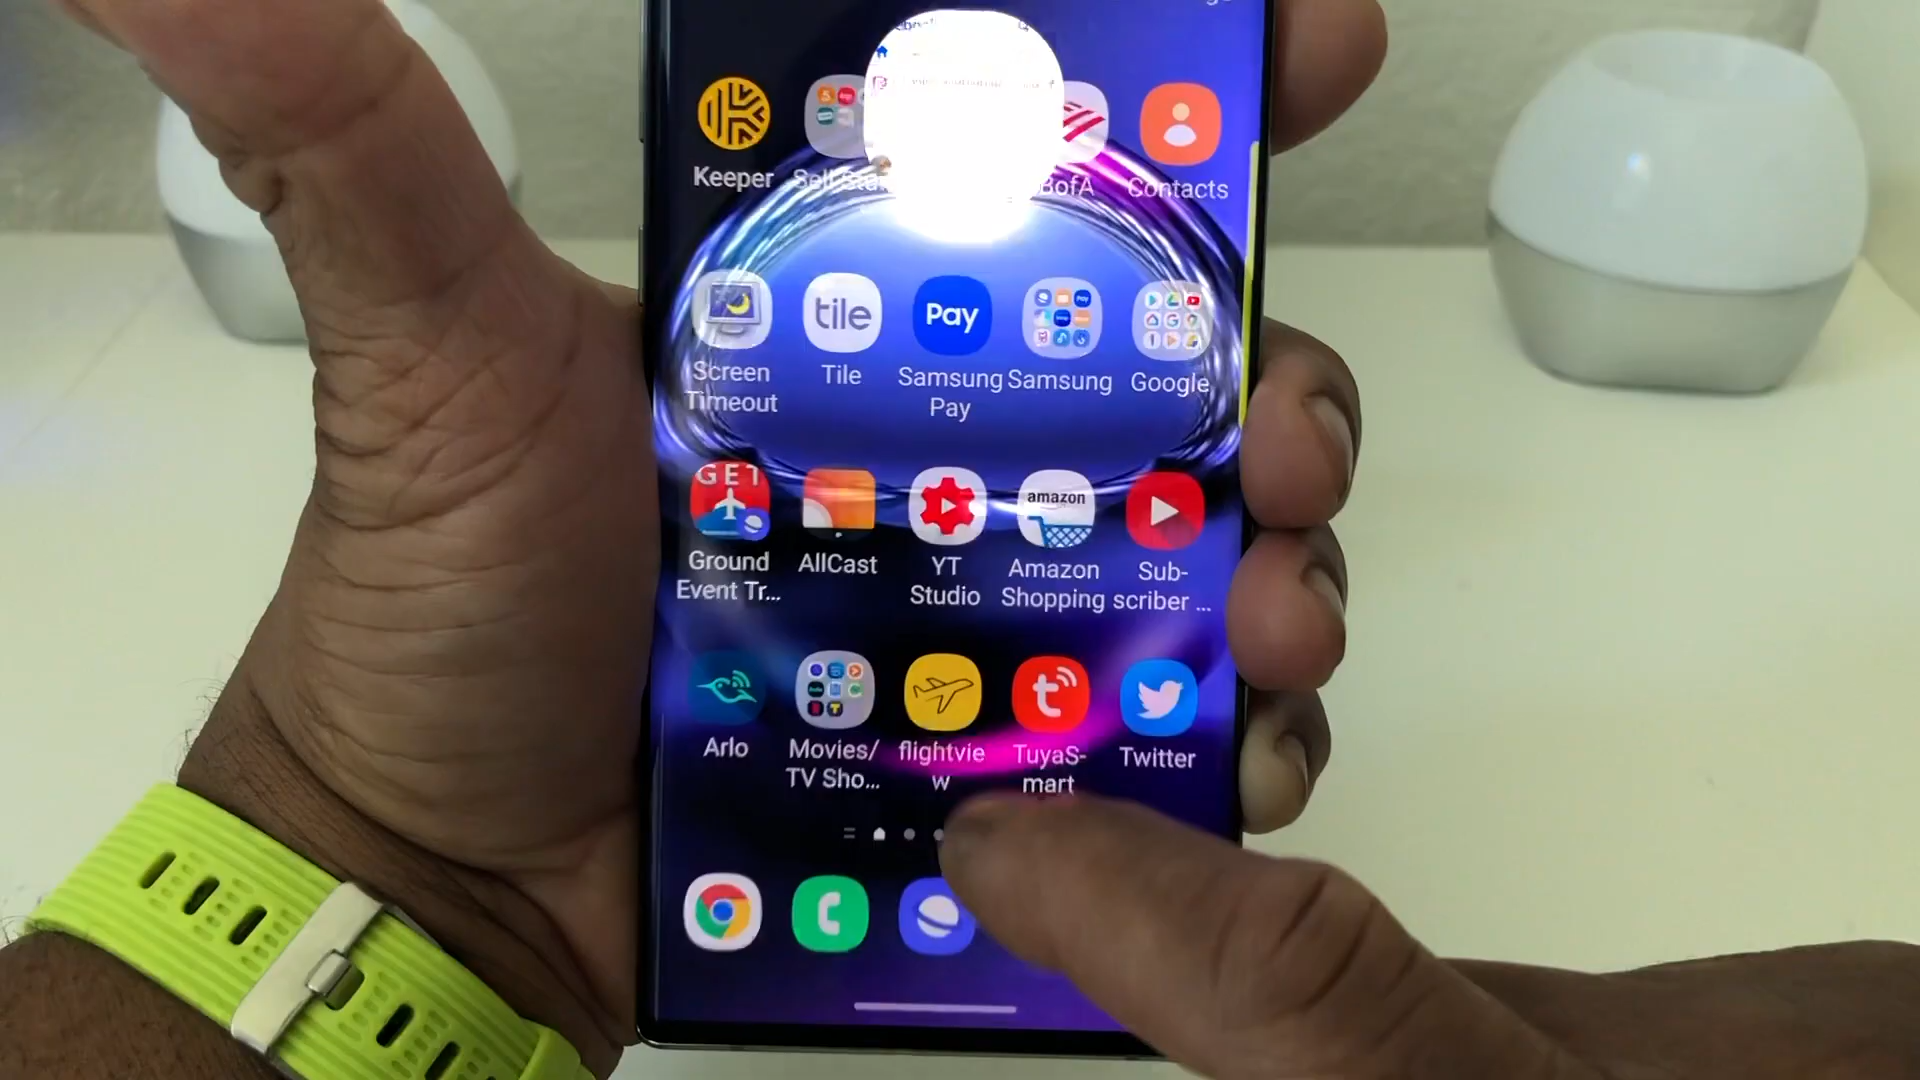 Keeper
BofA
Contacts
tile
Pay
Pay
Screen
Timeout
Tile
Samsung
Pay
Samsung
Google
GET
amazon
Ground
Event Tr...
AllCast
YT
Studio
Amazon
Shopping
Sub-
scriber ...
t
Arlo
Movies/
TV Sho...
flightvie
w
TuyaS-
mart
Twitter